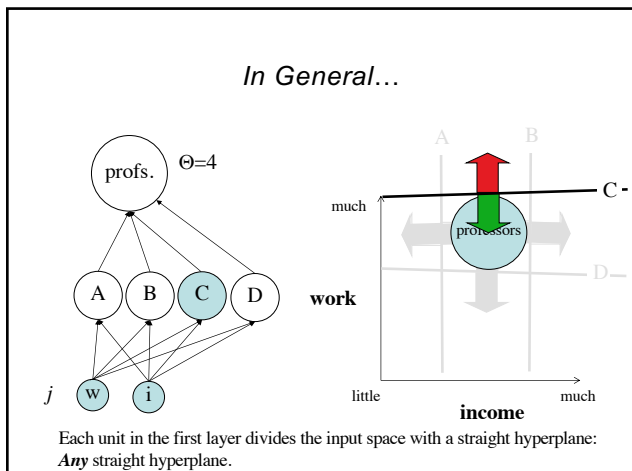 In General…
profs.
Θ=4
A
B
C
D
w
i
j
A
B
C
D
much
professors
work
little
much
income
Each unit in the first layer divides the input space with a straight hyperplane:
Any straight hyperplane.